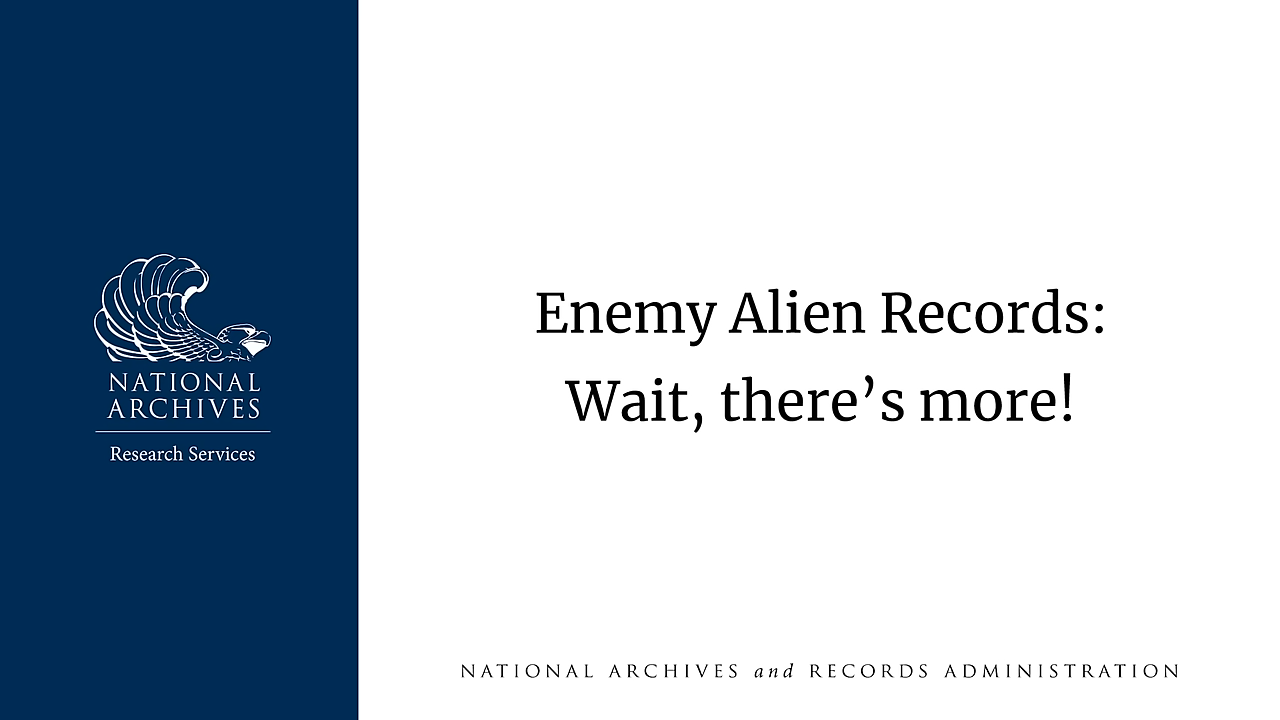 NATIONAL
ARCHIVES
Research Services
Enemy Alien Records:
Wait, there’s more!
NATIONAL ARCHIVES and RECORDS ADMINISTRATION